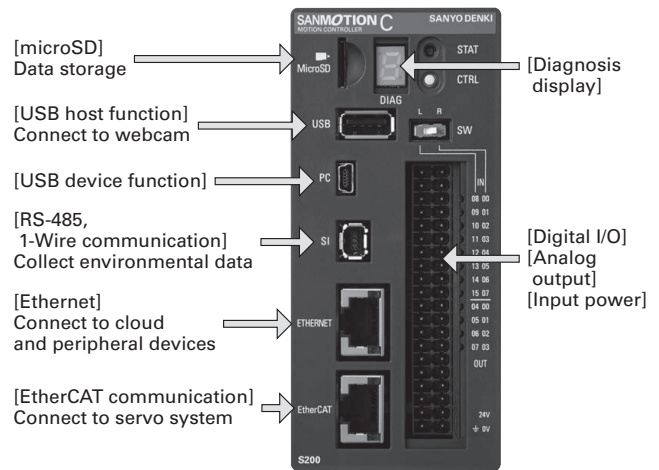 SANMOTION C
MOTION CONTROLLER
SANYO DENKI
[microSD]
Data storage
MicroSD
STAT
CTRL
DIAG
[Diagnosis
display]
[USB host function]
Connect to webcam
USB
L R
SW
[USB device function]
PC
IN
08 00
09 01
10 02
11 03
12 04
13 05
14 06
15 07
04 00
05 01
06 02
07 03
OUT
24V
0V
[RS-485,
1-Wire communication]
Collect environmental data
SI
[Digital I/O]
[Analog
output]
[Input power]
[Ethernet]
Connect to cloud
and peripheral devices
ETHERNET
[EtherCAT communication]
Connect to servo system
EtherCAT
S200